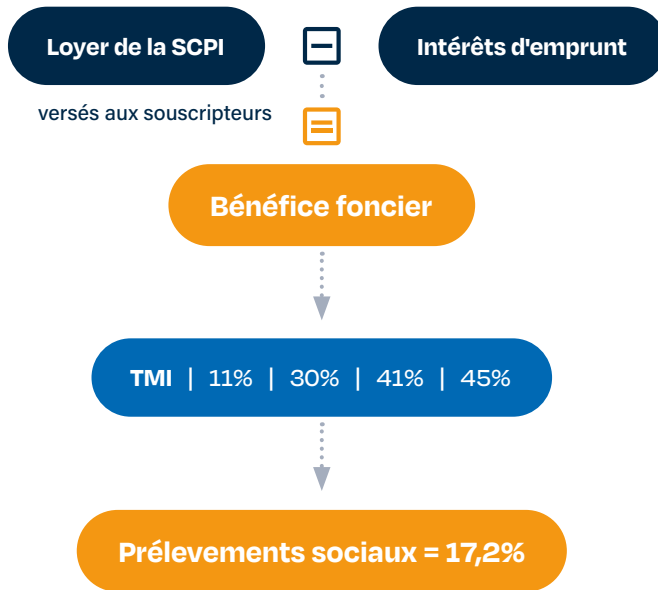 Loyer de la SCPI
Intérêts d'emprunt
versés aux souscripteurs
Bénéfice foncier
TMI | 11% | 30% | 41% | 45%
Prélevements sociaux = 17,2%